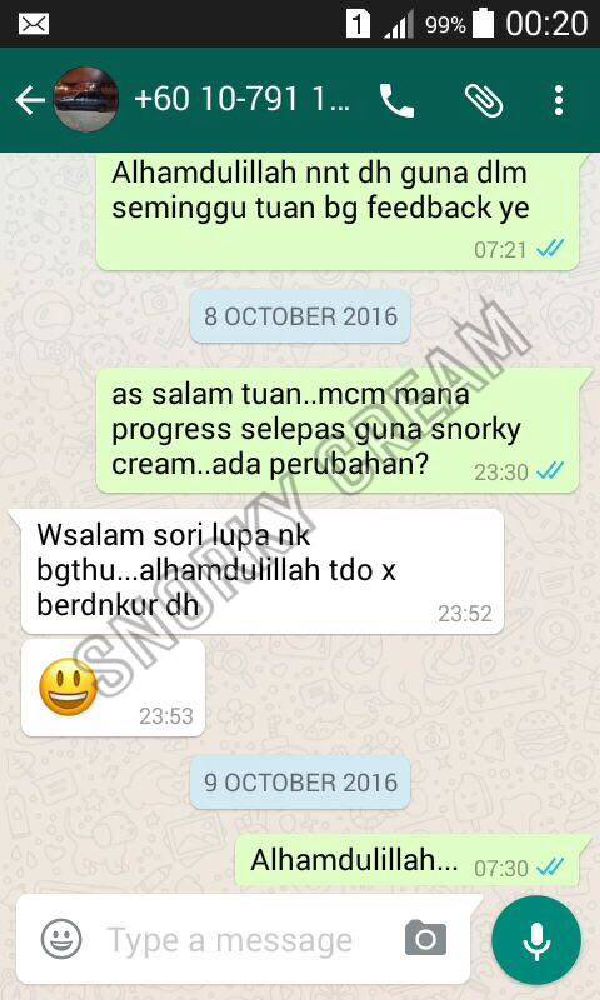 1 99% 00:20
+60 10-791 1...
Alhamdulillah nnt dh guna dlm
seminggu tuan bg feedback ye
07:21
8 OCTOBER 2016
as salam tuan..mcm mana
progress selepas guna snorky
cream..ada perubahan?
23:30
Wsalam sori lupa nk
bgthu...alhamdulillah tdo x
berdnkur dh
23:52
23:53
9 OCTOBER 2016
Alhamdulillah... 07:30
Type a message
SNORKY CREAM